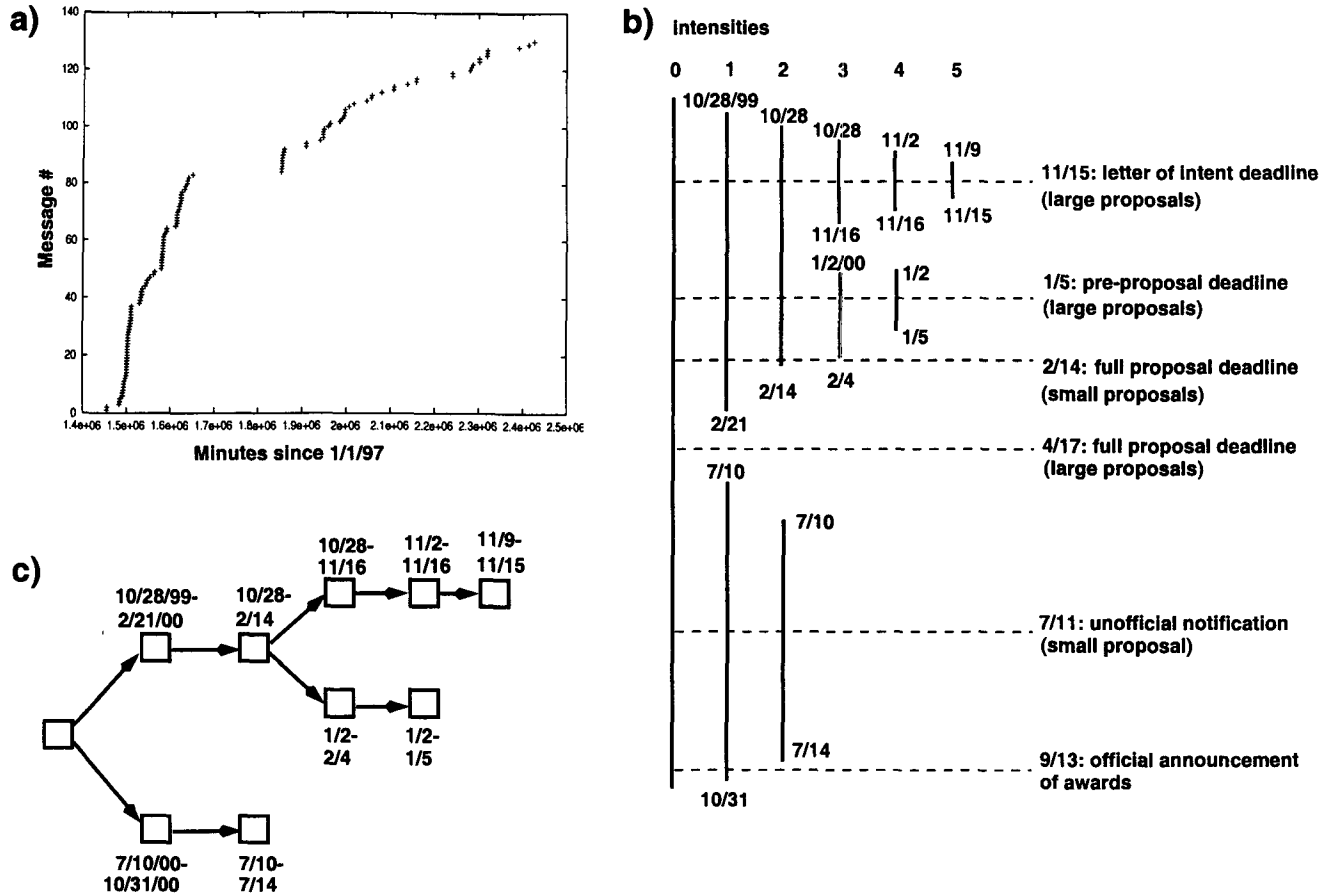 a)
140
120
100
80
60
40
20
0
Message #
1.4e+06 1.5e+06 1.6e+06 1.7e+06 1.8e+06 1.9e+06 2e+06 2.1e+06 2.2e+06 2.3e+06 2.4e+06 2.5e+06
Minutes since 1/1/97
b)
Intensities
0 1 2 3 4 5
10/28/99
10/28
10/28
11/2
11/9
11/16
11/16
11/15
11/15: letter of intent deadline
(large proposals)
1/2/00
1/2
1/5
1/5: pre-proposal deadline
(large proposals)
2/14
2/4
2/14: full proposal deadline
(small proposals)
2/21
4/17: full proposal deadline
(large proposals)
7/10
7/10
7/11: unofficial notification
(small proposal)
7/14
10/31
9/13: official announcement
of awards
c)
10/28/99-
2/21/00
10/28-
2/14
10/28-
11/16
11/2-
11/16
11/9-
11/15
1/2-
2/4
1/2-
1/5
7/10/00-
10/31/00
7/10-
7/14